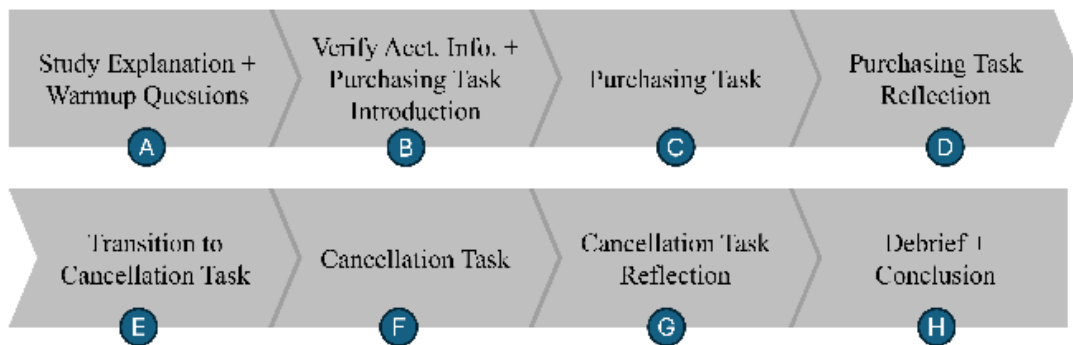 Study Explanation +
Warmup Questions
A
Verify Acct. Info. +
Purchasing Task
Introduction
B
Purchasing Task
C
Purchasing Task
Reflection
D
Transition to
Cancellation Task
E
Cancellation Task
F
Cancellation Task
Reflection
G
Debrief +
Conclusion
H